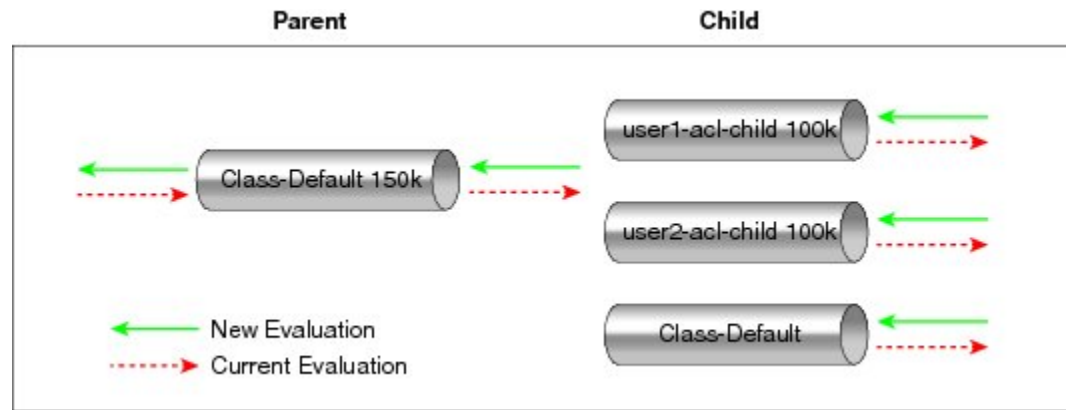 Parent
Child
user1-acl-child 100k
Class-Default 150k
user2-acl-child 100k
Class-Default
New Evaluation
Current Evaluation